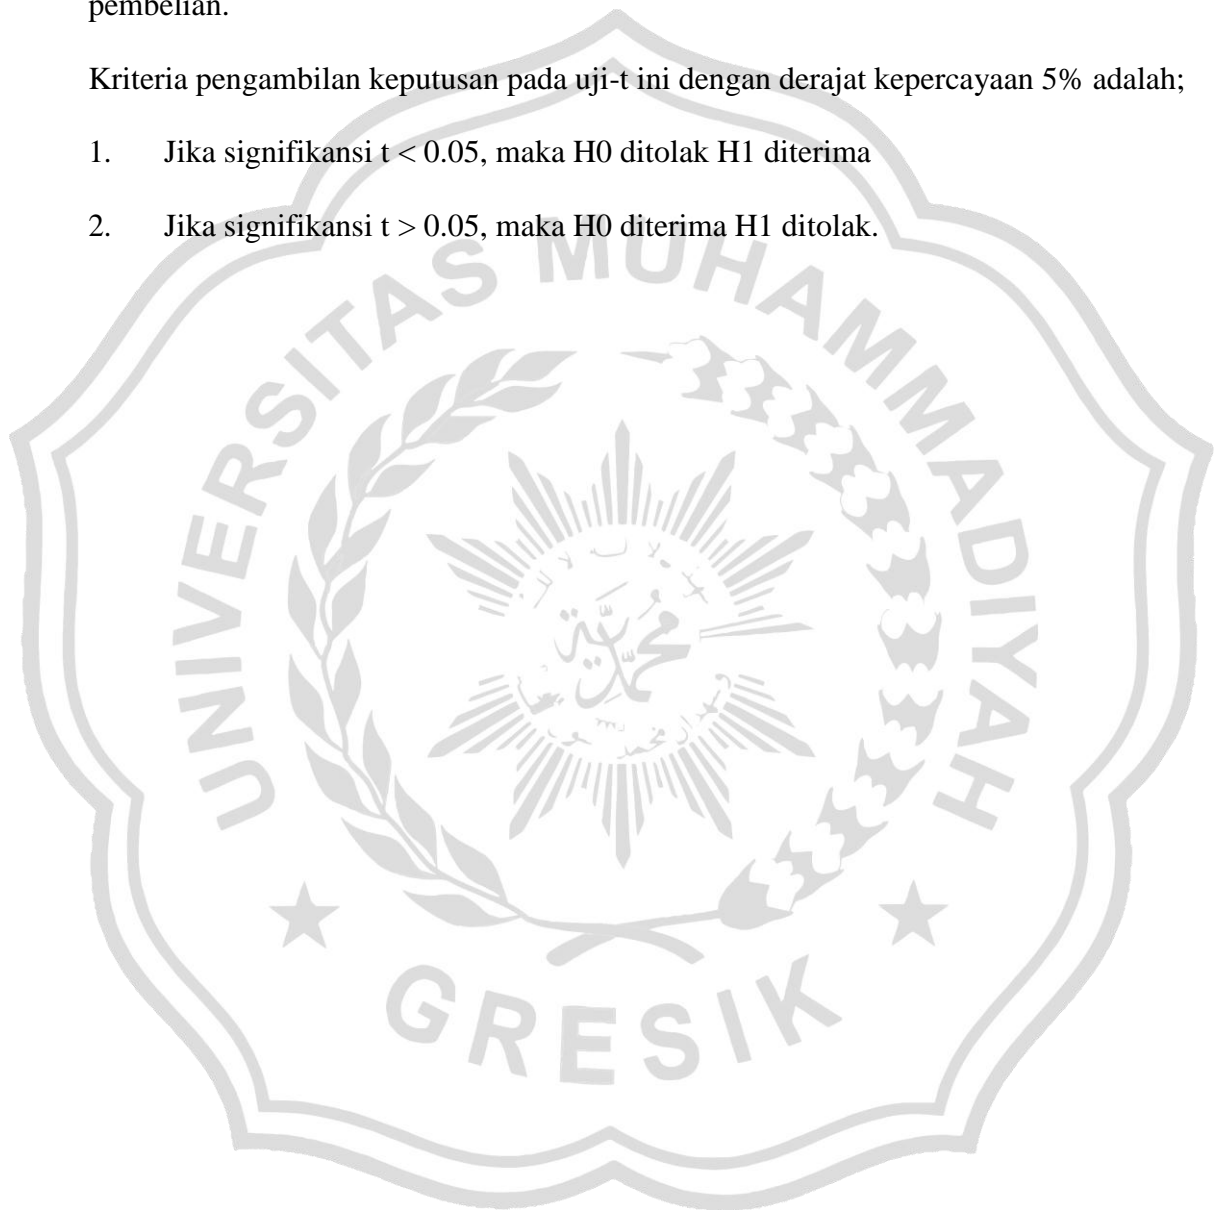 pembelian.
Kriteria pengambilan keputusan pada uji-t ini dengan derajat kepercayaan 5% adalah;
1. Jika signifikansi t < 0.05, maka H0 ditolak H1 diterima
2. Jika signifikansi t > 0.05, maka H0 diterima H1 ditolak.
UNIVERSITAS MUHAMMADIYAH
GRESIK